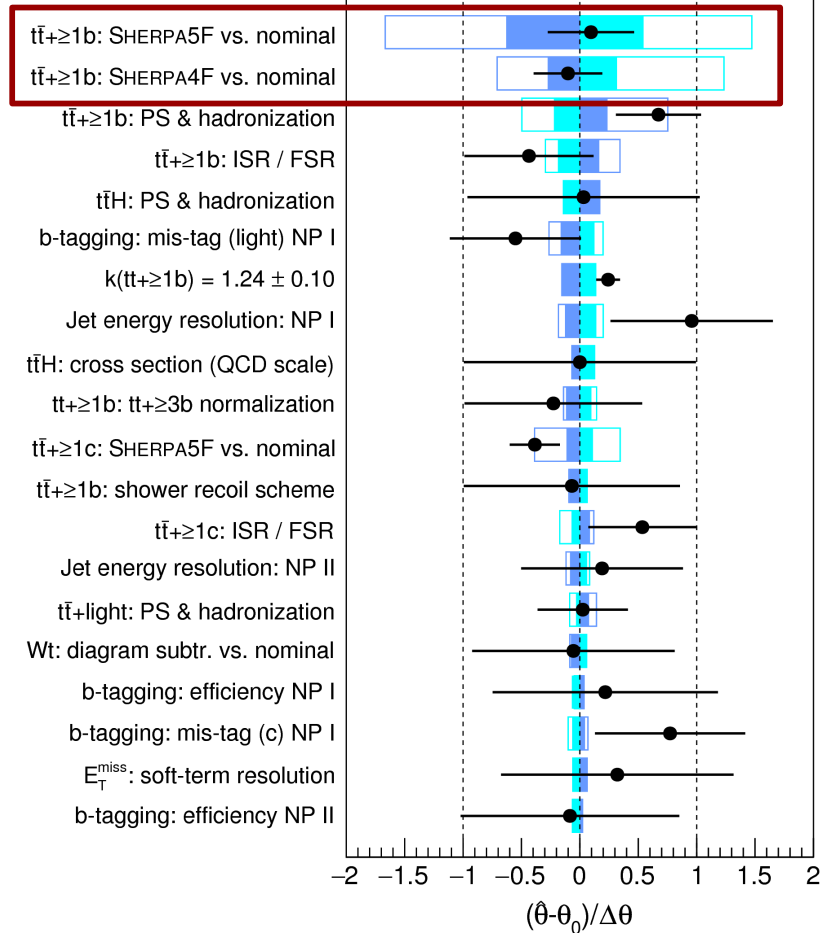 tt̄+≥1b: SHERPA5F vs. nominal
tt̄+≥1b: SHERPA4F vs. nominal
tt̄+≥1b: PS & hadronization
tt̄+≥1b: ISR / FSR
tt̄H: PS & hadronization
b-tagging: mis-tag (light) NP I
k(tt+≥1b) = 1.24 ± 0.10
Jet energy resolution: NP I
tt̄H: cross section (QCD scale)
tt+≥1b: tt+≥3b normalization
tt̄+≥1c: SHERPA5F vs. nominal
tt̄+≥1b: shower recoil scheme
tt̄+≥1c: ISR / FSR
Jet energy resolution: NP II
tt̄+light: PS & hadronization
Wt: diagram subtr. vs. nominal
b-tagging: efficiency NP I
b-tagging: mis-tag (c) NP I
E_T^miss: soft-term resolution
b-tagging: efficiency NP II
−2 −1.5 −1 −0.5 0 0.5 1 1.5 2
(θ̂-θ₀)/Δθ